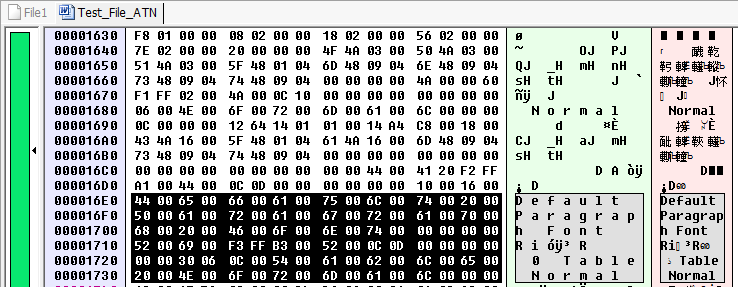 File1 Test_File_ATN
00001630 F8 01 00 00 08 02 00 00 18 02 00 00 56 02 00 00 ø V
00001640 7E 02 00 00 20 00 00 00 4F 4A 03 00 50 4A 03 00 ~ OJ PJ
00001650 51 4A 03 00 5F 48 01 04 6D 48 09 04 6E 48 09 04 QJ _H mH nH
00001660 73 48 09 04 74 48 09 04 00 00 00 00 4A 00 00 60 sH tH J `
00001670 F1 FF 02 00 4A 00 0C 10 00 00 00 00 00 00 00 00 ñÿ J
00001680 06 00 4E 00 6F 00 72 00 6D 00 61 00 6C 00 00 00 Normal Normal
00001690 0C 00 00 00 12 64 14 01 01 00 14 A4 C8 00 18 00 d ¤È
000016A0 43 4A 16 00 5F 48 01 04 61 4A 16 00 6D 48 09 04 CJ _H aJ mH
000016B0 73 48 09 04 74 48 09 04 00 00 00 00 00 00 00 00 sH tH
000016C0 00 00 00 00 00 00 00 00 00 00 44 00 41 20 F2 FF D A òÿ
000016D0 A1 00 44 00 0C 0D 00 00 00 00 00 00 10 00 16 00 ¡ D
000016E0 44 00 65 00 66 00 61 00 75 00 6C 00 74 00 20 00 Default Default
000016F0 50 00 61 00 72 00 61 00 67 00 72 00 61 00 70 00 Paragrap Paragrap
00001700 68 00 20 00 46 00 6F 00 6E 00 74 00 00 00 00 00 h Font h Font
00001710 52 00 69 00 F3 FF B3 00 52 00 0C 0D 00 00 00 00 R i óÿ³ R
00001720 00 00 30 06 0C 00 54 00 61 00 62 00 6C 00 65 00 0 Table Table
00001730 20 00 4E 00 6F 00 72 00 6D 00 61 00 6C 00 00 00 Normal Normal